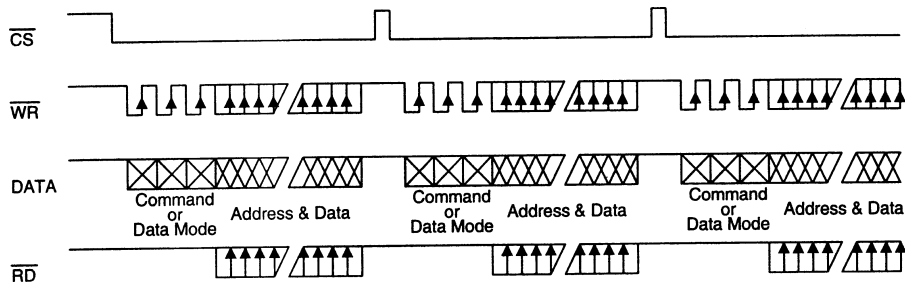 CS
WR
DATA
Command
or
Data Mode
Address & Data
Command
or
Data Mode
Address & Data
Command
or
Data Mode
Address & Data
RD